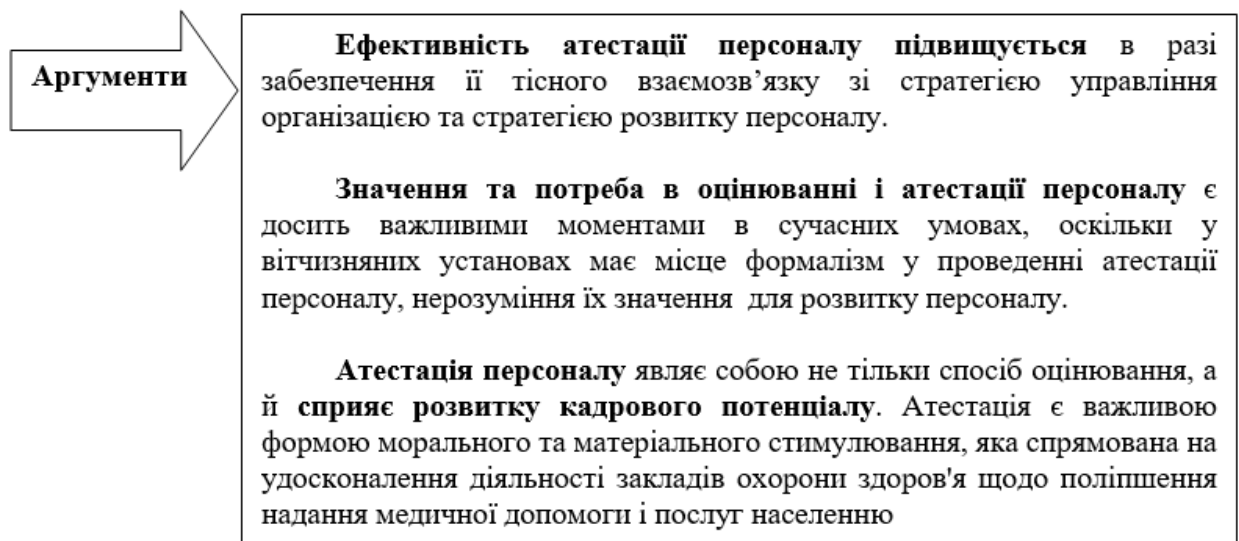 Аргументи
Ефективність атестації персоналу підвищується в разі
забезпечення її тісного взаємозв’язку зі стратегією управління
організацією та стратегією розвитку персоналу.
Значення та потреба в оцінюванні і атестації персоналу є
досить важливими моментами в сучасних умовах, оскільки у
вітчизняних установах має місце формалізм у проведенні атестації
персоналу, нерозуміння їх значення для розвитку персоналу.
Атестація персоналу являє собою не тільки спосіб оцінювання, а
й сприяє розвитку кадрового потенціалу. Атестація є важливою
формою морального та матеріального стимулювання, яка спрямована на
удосконалення діяльності закладів охорони здоров'я щодо поліпшення
надання медичної допомоги і послуг населенню